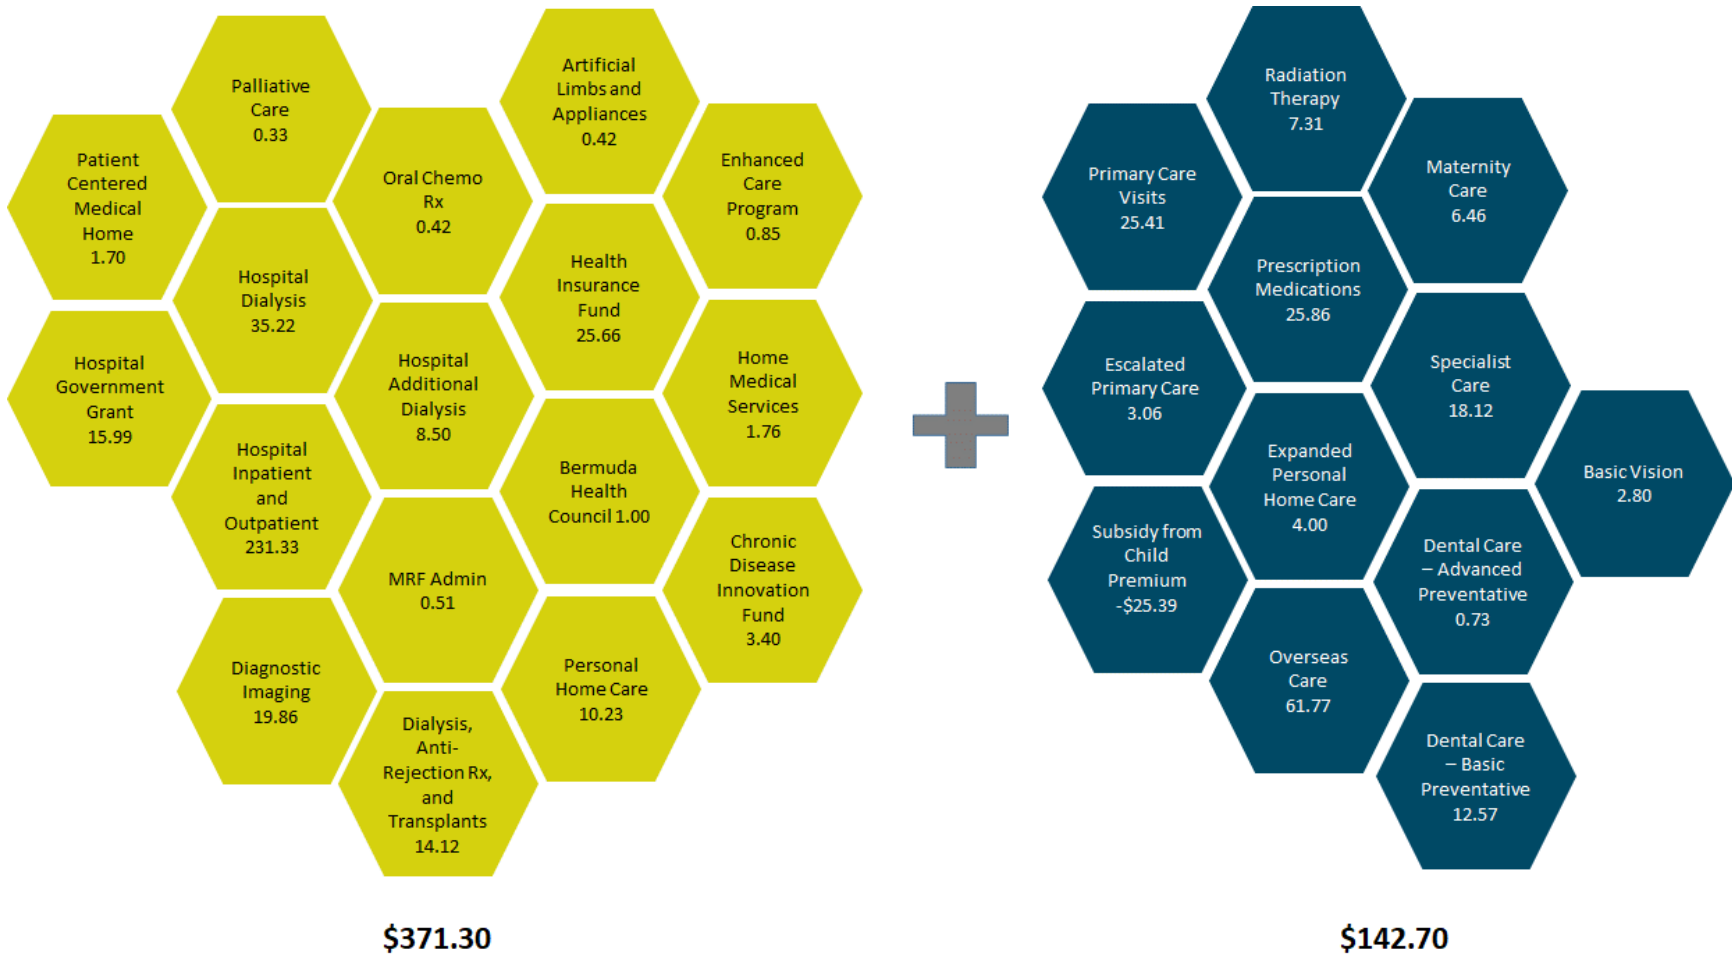 Palliative
Care
0.33
Artificial
Limbs and
Appliances
0.42
Patient
Centered
Medical
Home
1.70
Oral Chemo
Rx
0.42
Enhanced
Care
Program
0.85
Hospital
Dialysis
35.22
Health
Insurance
Fund
25.66
Hospital
Government
Grant
15.99
Hospital
Additional
Dialysis
8.50
Home
Medical
Services
1.76
Hospital
Inpatient
and
Outpatient
231.33
Bermuda
Health
Council 1.00
MRF Admin
0.51
Chronic
Disease
Innovation
Fund
3.40
Diagnostic
Imaging
19.86
Personal
Home Care
10.23
Dialysis,
Anti-
Rejection Rx,
and
Transplants
14.12
$371.30
Radiation
Therapy
7.31
Primary Care
Visits
25.41
Maternity
Care
6.46
Prescription
Medications
25.86
Escalated
Primary Care
3.06
Specialist
Care
18.12
Expanded
Personal
Home Care
4.00
Basic Vision
2.80
Subsidy from
Child
Premium
-$25.39
Dental Care
– Advanced
Preventative
0.73
Overseas
Care
61.77
Dental Care
– Basic
Preventative
12.57
$142.70